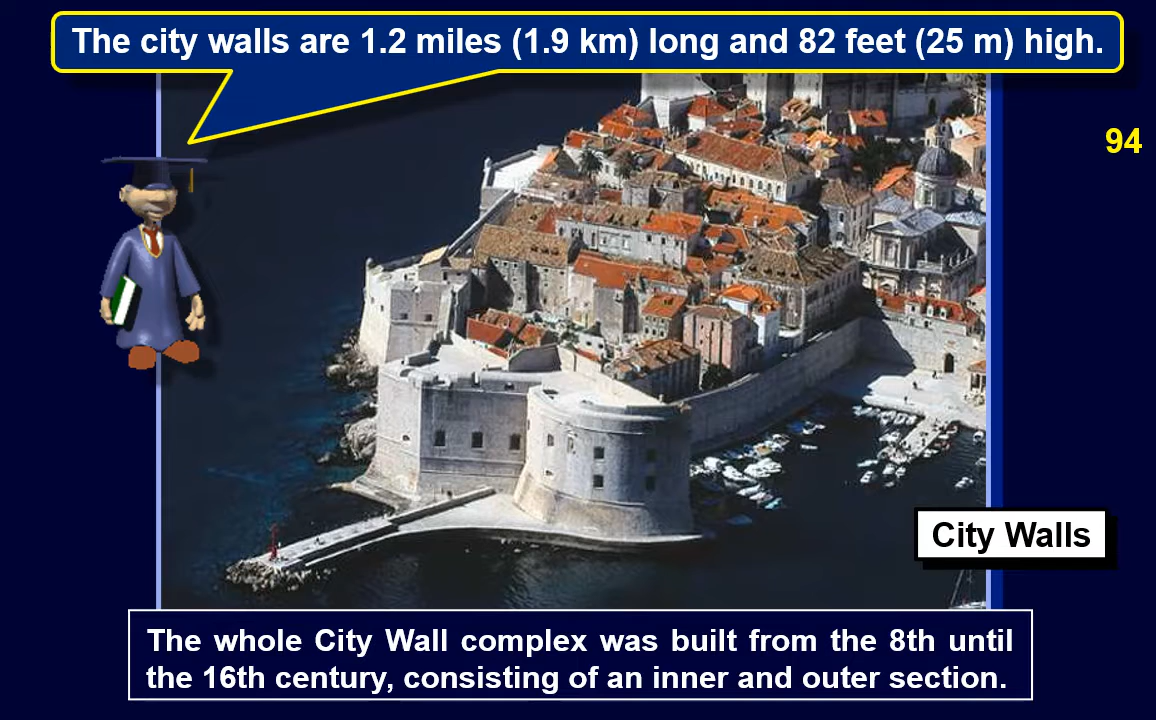 The city walls are 1.2 miles (1.9 km) long and 82 feet (25 m) high.
94
City Walls
The whole City Wall complex was built from the 8th until
the 16th century, consisting of an inner and outer section.